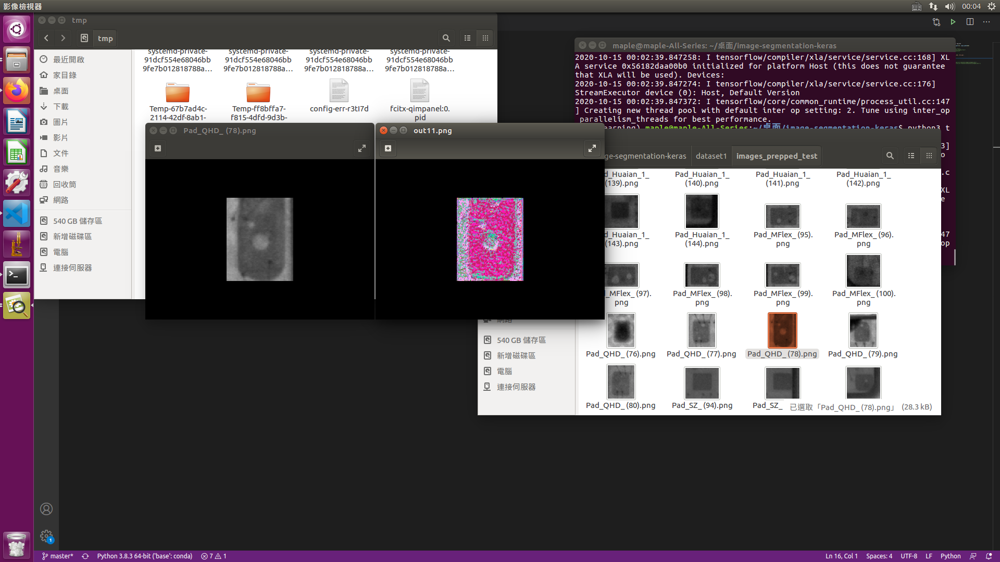 影像檢視器
00:04
tmp
tmp
最近開啟
家目錄
桌面
下載
圖片
影片
文件
音樂
回收筒
網路
540 GB 儲存區
新增磁碟區
電腦
連接伺服器
systemd-private-
91dcf554e68046bb
9fe7b012818788a…
systemd-private-
91dcf554e68046bb
9fe7b012818788a…
systemd-private-
91dcf554e68046bb
9fe7b012818788a…
systemd-private-
91dcf554e68046bb
9fe7b012818788a…
Temp-67b7ad4c-
2114-42df-8ab1-
Temp-ff8bffa7-
f815-4dfd-9d3b-
config-err-r3tI7d
fcitx-qimpanel:0.
pid
Pad_QHD_ (78).png
out11.png
maple@maple-All-Series: ~/桌面/image-segmentation-keras
2020-10-15 00:02:39.847258: I tensorflow/compiler/xla/service/service.cc:168] XL
A service 0x56182daa00b0 initialized for platform Host (this does not guarantee
that XLA will be used). Devices:
2020-10-15 00:02:39.847274: I tensorflow/compiler/xla/service/service.cc:176]
StreamExecutor device (0): Host, Default Version
2020-10-15 00:02:39.847372: I tensorflow/core/common_runtime/process_util.cc:147
] Creating new thread pool with default inter op setting: 2. Tune using inter_op
_parallelism_threads for best performance.
maple@maple-All-Series:~/桌面/image-segmentation-keras$ python3 t
3]
o
.c
XL
e
47
op
ge-segmentation-keras
dataset1
images_prepped_test
d_Huaian_1_
(139).png
Pad_Huaian_1_
(140).png
Pad_Huaian_1_
(141).png
Pad_Huaian_1_
(142).png
d_Huaian_1_
(143).png
Pad_Huaian_1_
(144).png
Pad_MFlex_ (95).
png
Pad_MFlex_ (96).
png
_MFlex_ (97).
png
Pad_MFlex_ (98).
png
Pad_MFlex_ (99).
png
Pad_MFlex_ (100).
png
Pad_QHD_ (76).png
Pad_QHD_ (77).png
Pad_QHD_ (78).png
Pad_QHD_ (79).png
Pad_QHD_ (80).png
Pad_SZ_ (94).png
Pad_SZ_
已選取「Pad_QHD_ (78).png」 (28.3 kB)
網路
540 GB 儲存區
新增磁碟區
電腦
連接伺服器
1
master*
Python 3.8.3 64-bit ('base': conda)
7
1
Ln 16, Col 1
Spaces: 4
UTF-8
LF
Python